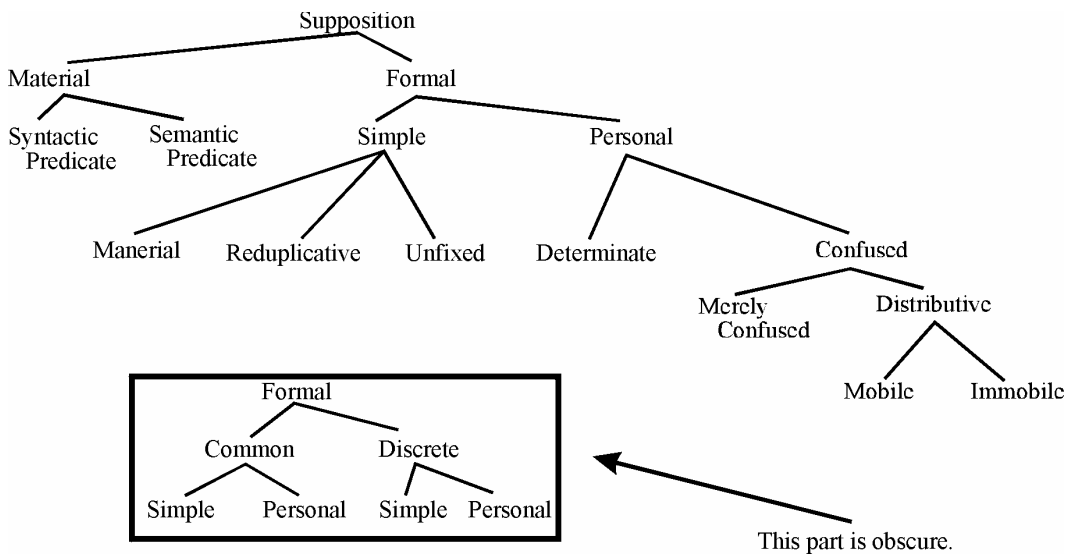 Supposition
Material
Formal
Syntactic
Predicate
Semantic
Predicate
Simple
Personal
Manerial
Reduplicative
Unfixed
Determinate
Confused
Merely
Confused
Distributive
Mobile
Immobile
Formal
Common
Discrete
Simple
Personal
Simple
Personal
This part is obscure.